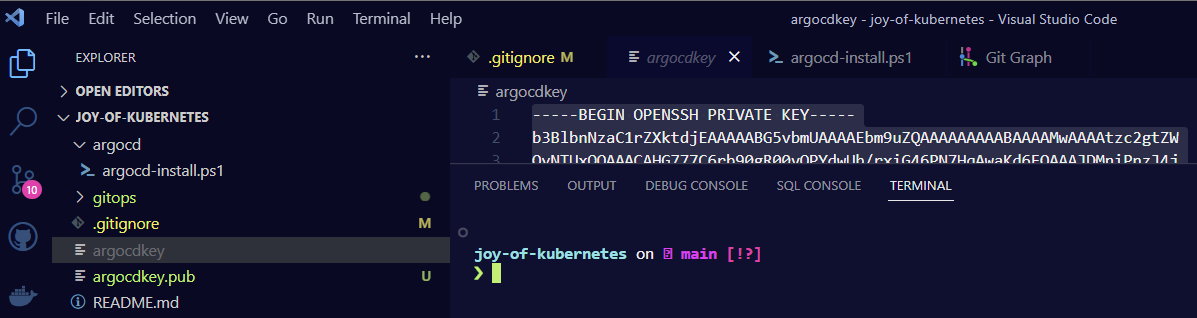 File Edit Selection View Go Run Terminal Help
argocdkey - joy-of-kubernetes - Visual Studio Code
EXPLORER
OPEN EDITORS
JOY-OF-KUBERNETES
argocd
argocd-install.ps1
gitops
.gitignore M
argocdkey
argocdkey.pub U
README.md
10
.gitignore M argocdkey argocd-install.ps1 Git Graph
argocdkey
1 -----BEGIN OPENSSH PRIVATE KEY-----
2
3
PROBLEMS OUTPUT DEBUG CONSOLE SQL CONSOLE TERMINAL
joy-of-kubernetes on main [!?]